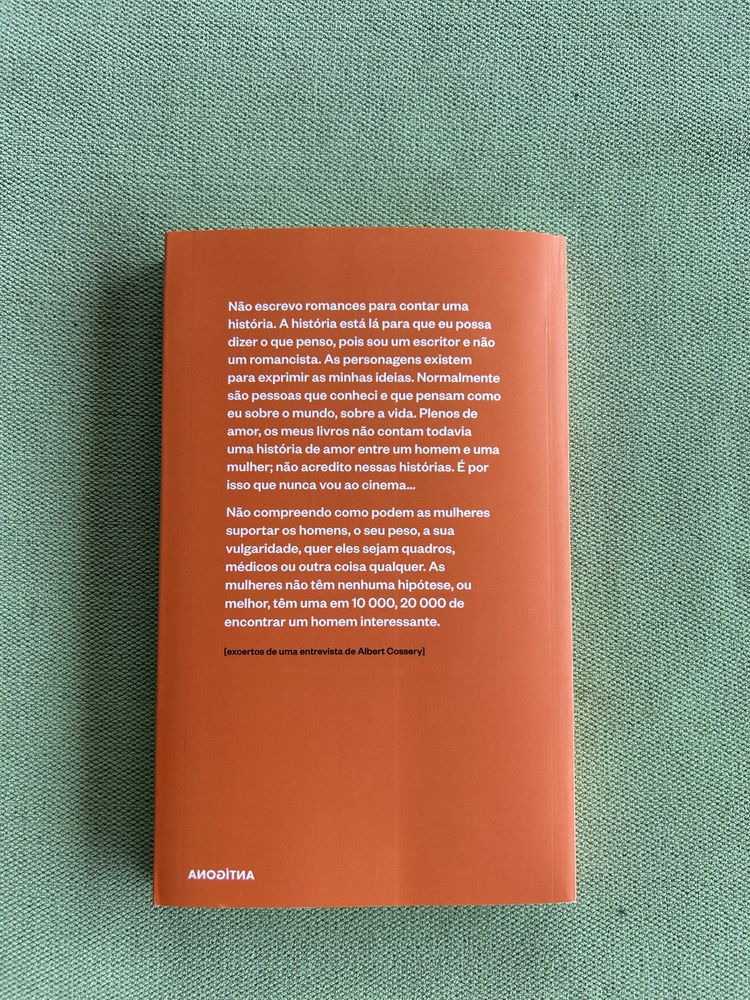 Não escrevo romances para contar uma
história. A história está lá para que eu possa
dizer o que penso, pois sou um escritor e não
um romancista. As personagens existem
para exprimir as minhas ideias. Normalmente
são pessoas que conheci e que pensam como
eu sobre o mundo, sobre a vida. Plenos de
amor, os meus livros não contam todavia
uma história de amor entre um homem e uma
mulher; não acredito nessas histórias. É por
isso que nunca vou ao cinema...
Não compreendo como podem as mulheres
suportar os homens, o seu peso, a sua
vulgaridade, quer eles sejam quadros,
médicos ou outra coisa qualquer. As
mulheres não têm nenhuma hipótese, ou
melhor, têm uma em 10 000, 20 000 de
encontrar um homem interessante.
[excertos de uma entrevista de Albert Cossery]
ANTÍGONA